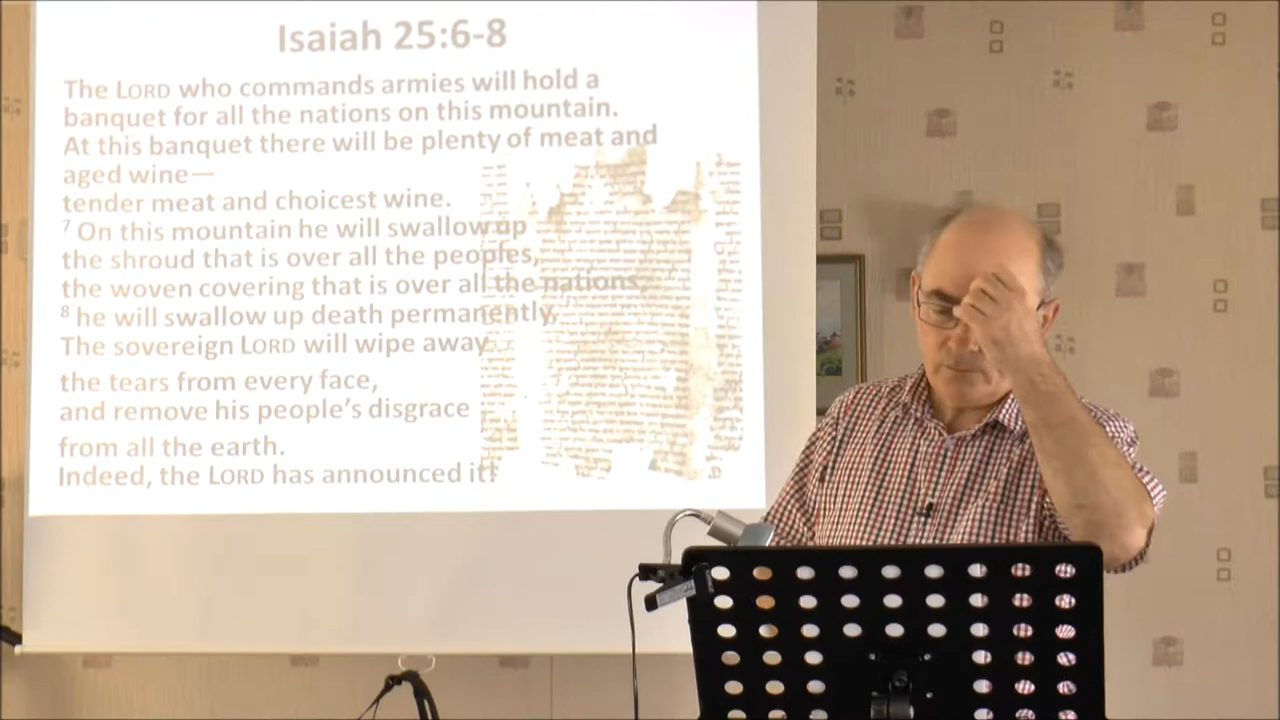 Isaiah 25:6-8
The LORD who commands armies will hold a
banquet for all the nations on this mountain.
At this banquet there will be plenty of meat and
aged wine—
tender meat and choicest wine.
7 On this mountain he will swallow up
the shroud that is over all the peoples,
the woven covering that is over all the nations,
8 he will swallow up death permanently.
The sovereign LORD will wipe away
the tears from every face,
and remove his people's disgrace
from all the earth.
Indeed, the LORD has announced it!